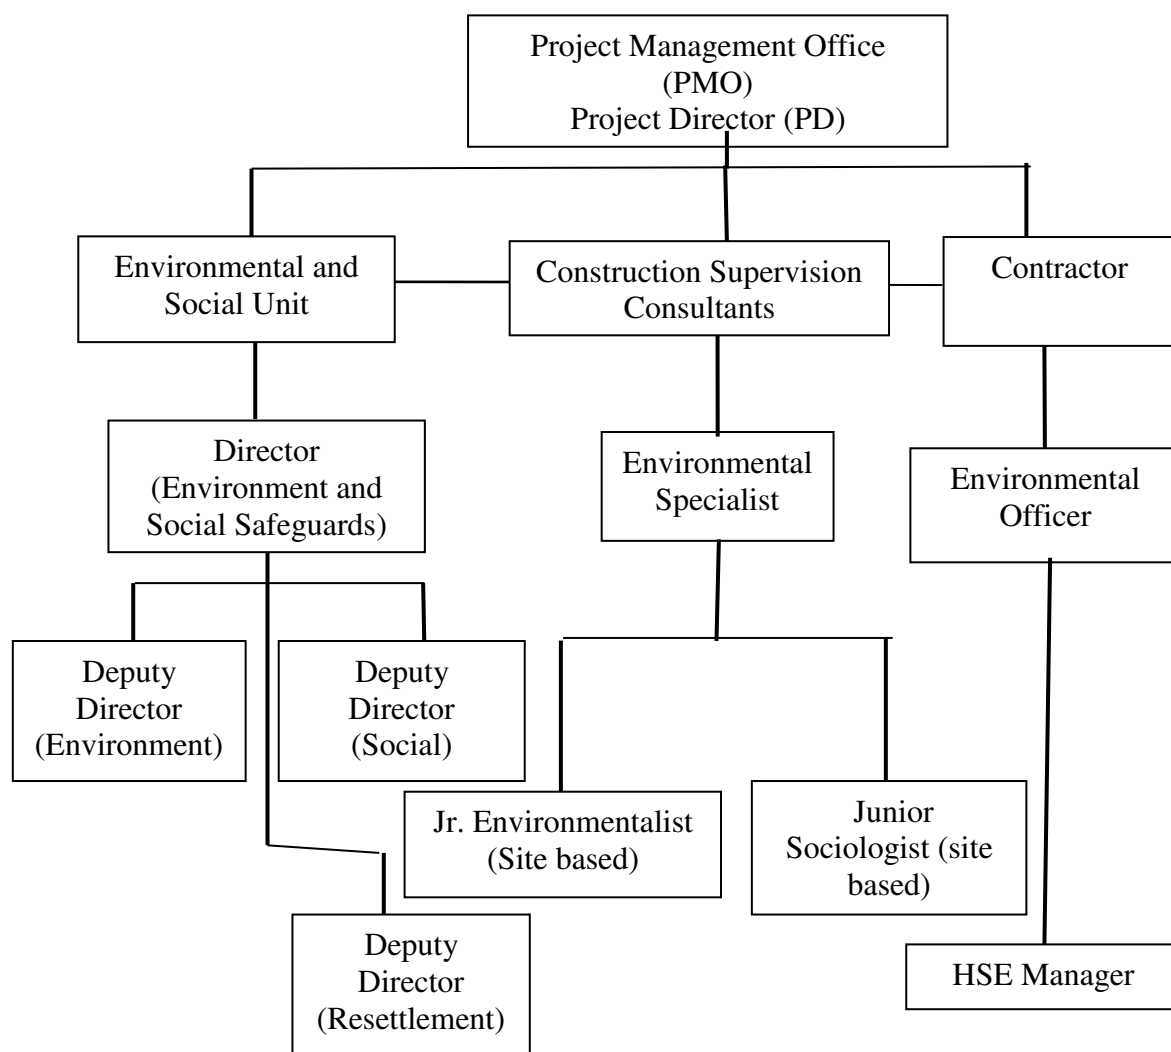 Project Management Office
(PMO)
Project Director (PD)
Environmental and
Social Unit
Construction Supervision
Consultants
Contractor
Director
(Environment and
Social Safeguards)
Environmental
Specialist
Environmental
Officer
Deputy
Director
(Environment)
Deputy
Director
(Social)
Jr. Environmentalist
(Site based)
Junior
Sociologist (site
based)
Deputy
Director
(Resettlement)
HSE Manager